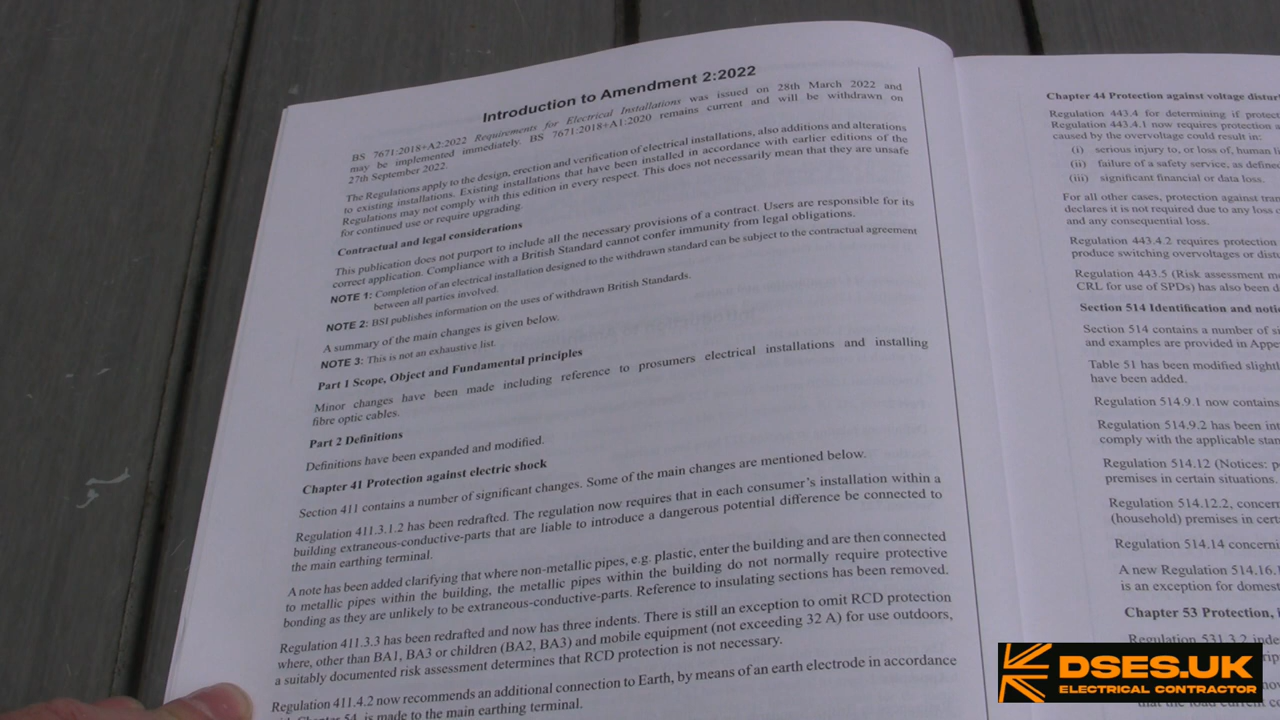 Introduction to Amendment 2:2022
BS 7671:2018+A2:2022 Requirements for Electrical Installations was issued on 28th March 2022 and
may be implemented immediately. BS 7671:2018+A1:2020 remains current and will be withdrawn on
27th September 2022.
The Regulations apply to the design, erection and verification of electrical installations, also additions and alterations
to existing installations. Existing installations that have been installed in accordance with earlier editions of the
Regulations may not comply with this edition in every respect. This does not necessarily mean that they are unsafe
for continued use or require upgrading.
Contractual and legal considerations
This publication does not purport to include all the necessary provisions of a contract. Users are responsible for its
correct application. Compliance with a British Standard cannot confer immunity from legal obligations.
NOTE 1: Completion of an electrical installation designed to the withdrawn standard can be subject to the contractual agreement
between all parties involved.
NOTE 2: BSI publishes information on the uses of withdrawn British Standards.
A summary of the main changes is given below.
NOTE 3: This is not an exhaustive list.
Part 1 Scope, Object and Fundamental principles
Minor changes have been made including reference to prosumers electrical installations and installing
fibre optic cables.
Part 2 Definitions
Definitions have been expanded and modified.
Chapter 41 Protection against electric shock
Section 411 contains a number of significant changes. Some of the main changes are mentioned below.
Regulation 411.3.1.2 has been redrafted. The regulation now requires that in each consumer's installation within a
building extraneous-conductive-parts that are liable to introduce a dangerous potential difference be connected to
the main earthing terminal.
A note has been added clarifying that where non-metallic pipes, e.g. plastic, enter the building and are then connected
to metallic pipes within the building, the metallic pipes within the building do not normally require protective
bonding as they are unlikely to be extraneous-conductive-parts. Reference to insulating sections has been removed.
Regulation 411.3.3 has been redrafted and now has three indents. There is still an exception to omit RCD protection
where, other than BA1, BA3 or children (BA2, BA3) and mobile equipment (not exceeding 32 A) for use outdoors,
a suitably documented risk assessment determines that RCD protection is not necessary.
Regulation 411.4.2 now recommends an additional connection to Earth, by means of an earth electrode in accordance
Chapter 54, is made to the main earthing terminal.
Chapter 44 Protection against voltage
Regulation 443.4 for determining if
Regulation 443.4.1 now requires protection
caused by the overvoltage could result in:
(i) serious injury to, or loss of, human
(ii) failure of a safety service, as
(iii) significant financial or data loss.
For all other cases, protection against
declares it is not required due to any loss
and any consequential loss.
Regulation 443.4.2 requires protection
produce switching overvoltages or
Regulation 443.5 (Risk assessment
CRL for use of SPDs) has also been
Section 514 Identification and
Section 514 contains a number of
and examples are provided in
Table 51 has been modified
have been added.
Regulation 514.9.1 now contains
Regulation 514.9.2 has been
comply with the applicable
Regulation 514.12 (Notices:
premises in certain situations.
Regulation 514.12.2,
(household) premises in
Regulation 514.14
A new Regulation
is an exception for
Chapter 53 Protection,
Regulation 531.3.2
DSES.UK
ELECTRICAL CONTRACTOR